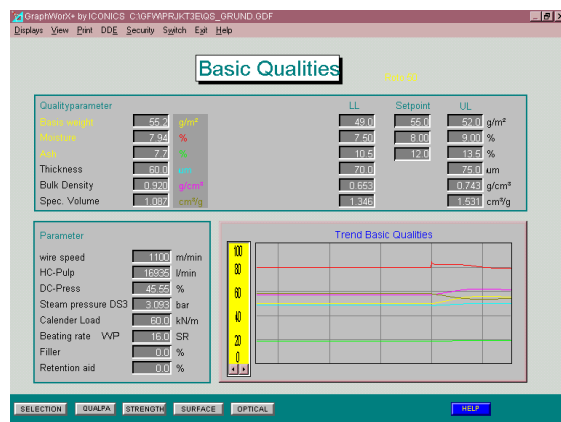 GraphWorX+ by ICONICS C:\GFW\PRJKT3E\QS_GRUND.GDF
Displays View Print DDE Security Switch Exit Help
Basic Qualities
Qualityparameter LL Setpoint UL
Basis weight 55.2 g/m² 49.0 55.0 52.0 g/m²
Moisture 7.94 % 7.50 8.00 9.00 %
Ash 7.7 % 10.5 12.0 13.5 %
Thickness 60.0 um 70.0 75.0 um
Bulk Density 0.920 g/cm³ 0.653 0.743 g/cm³
Spec. Volume 1.087 cm³/g 1.346 1.531 cm³/g
Parameter
wire speed 1100 m/min
HC-Pulp 16935 l/min
DC-Press 45.55 %
Steam pressure DS3 3.093 bar
Calender Load 60.0 kN/m
Beating rate WP 16.0 SR
Filler 0.0 %
Retention aid 0.0 %
Trend Basic Qualities
100
80
60
40
20
0
SELECTION QUALPA STRENGTH SURFACE OPTICAL HELP